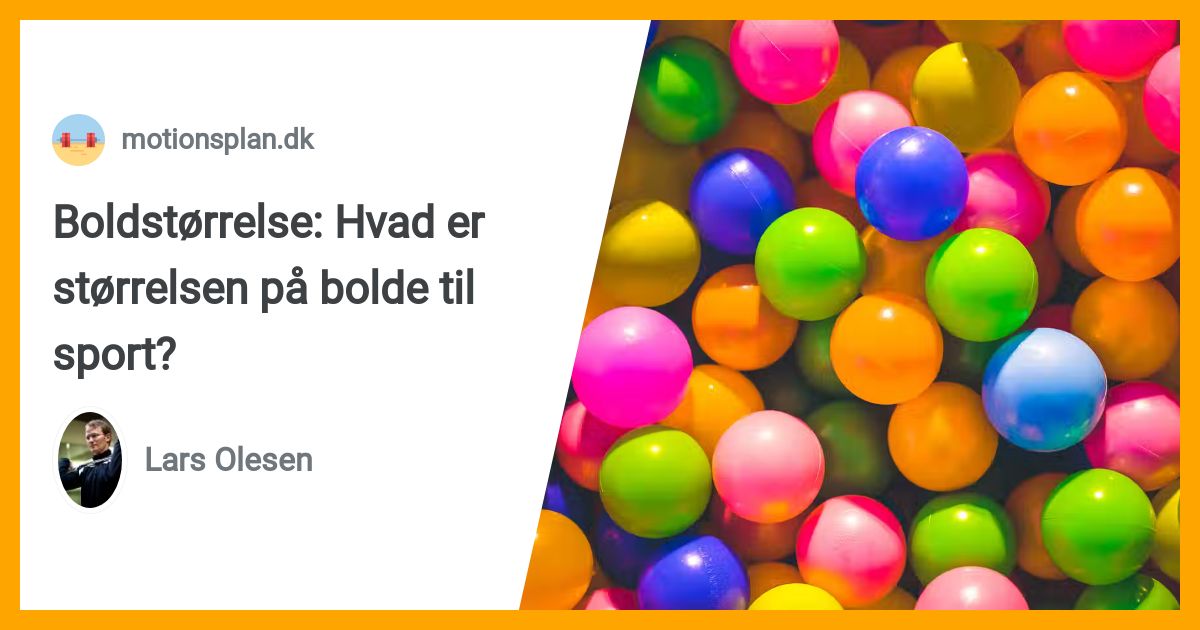 motionsplan.dk
Boldstørrelse: Hvad er
størrelsen på bolde til
sport?
Lars Olesen